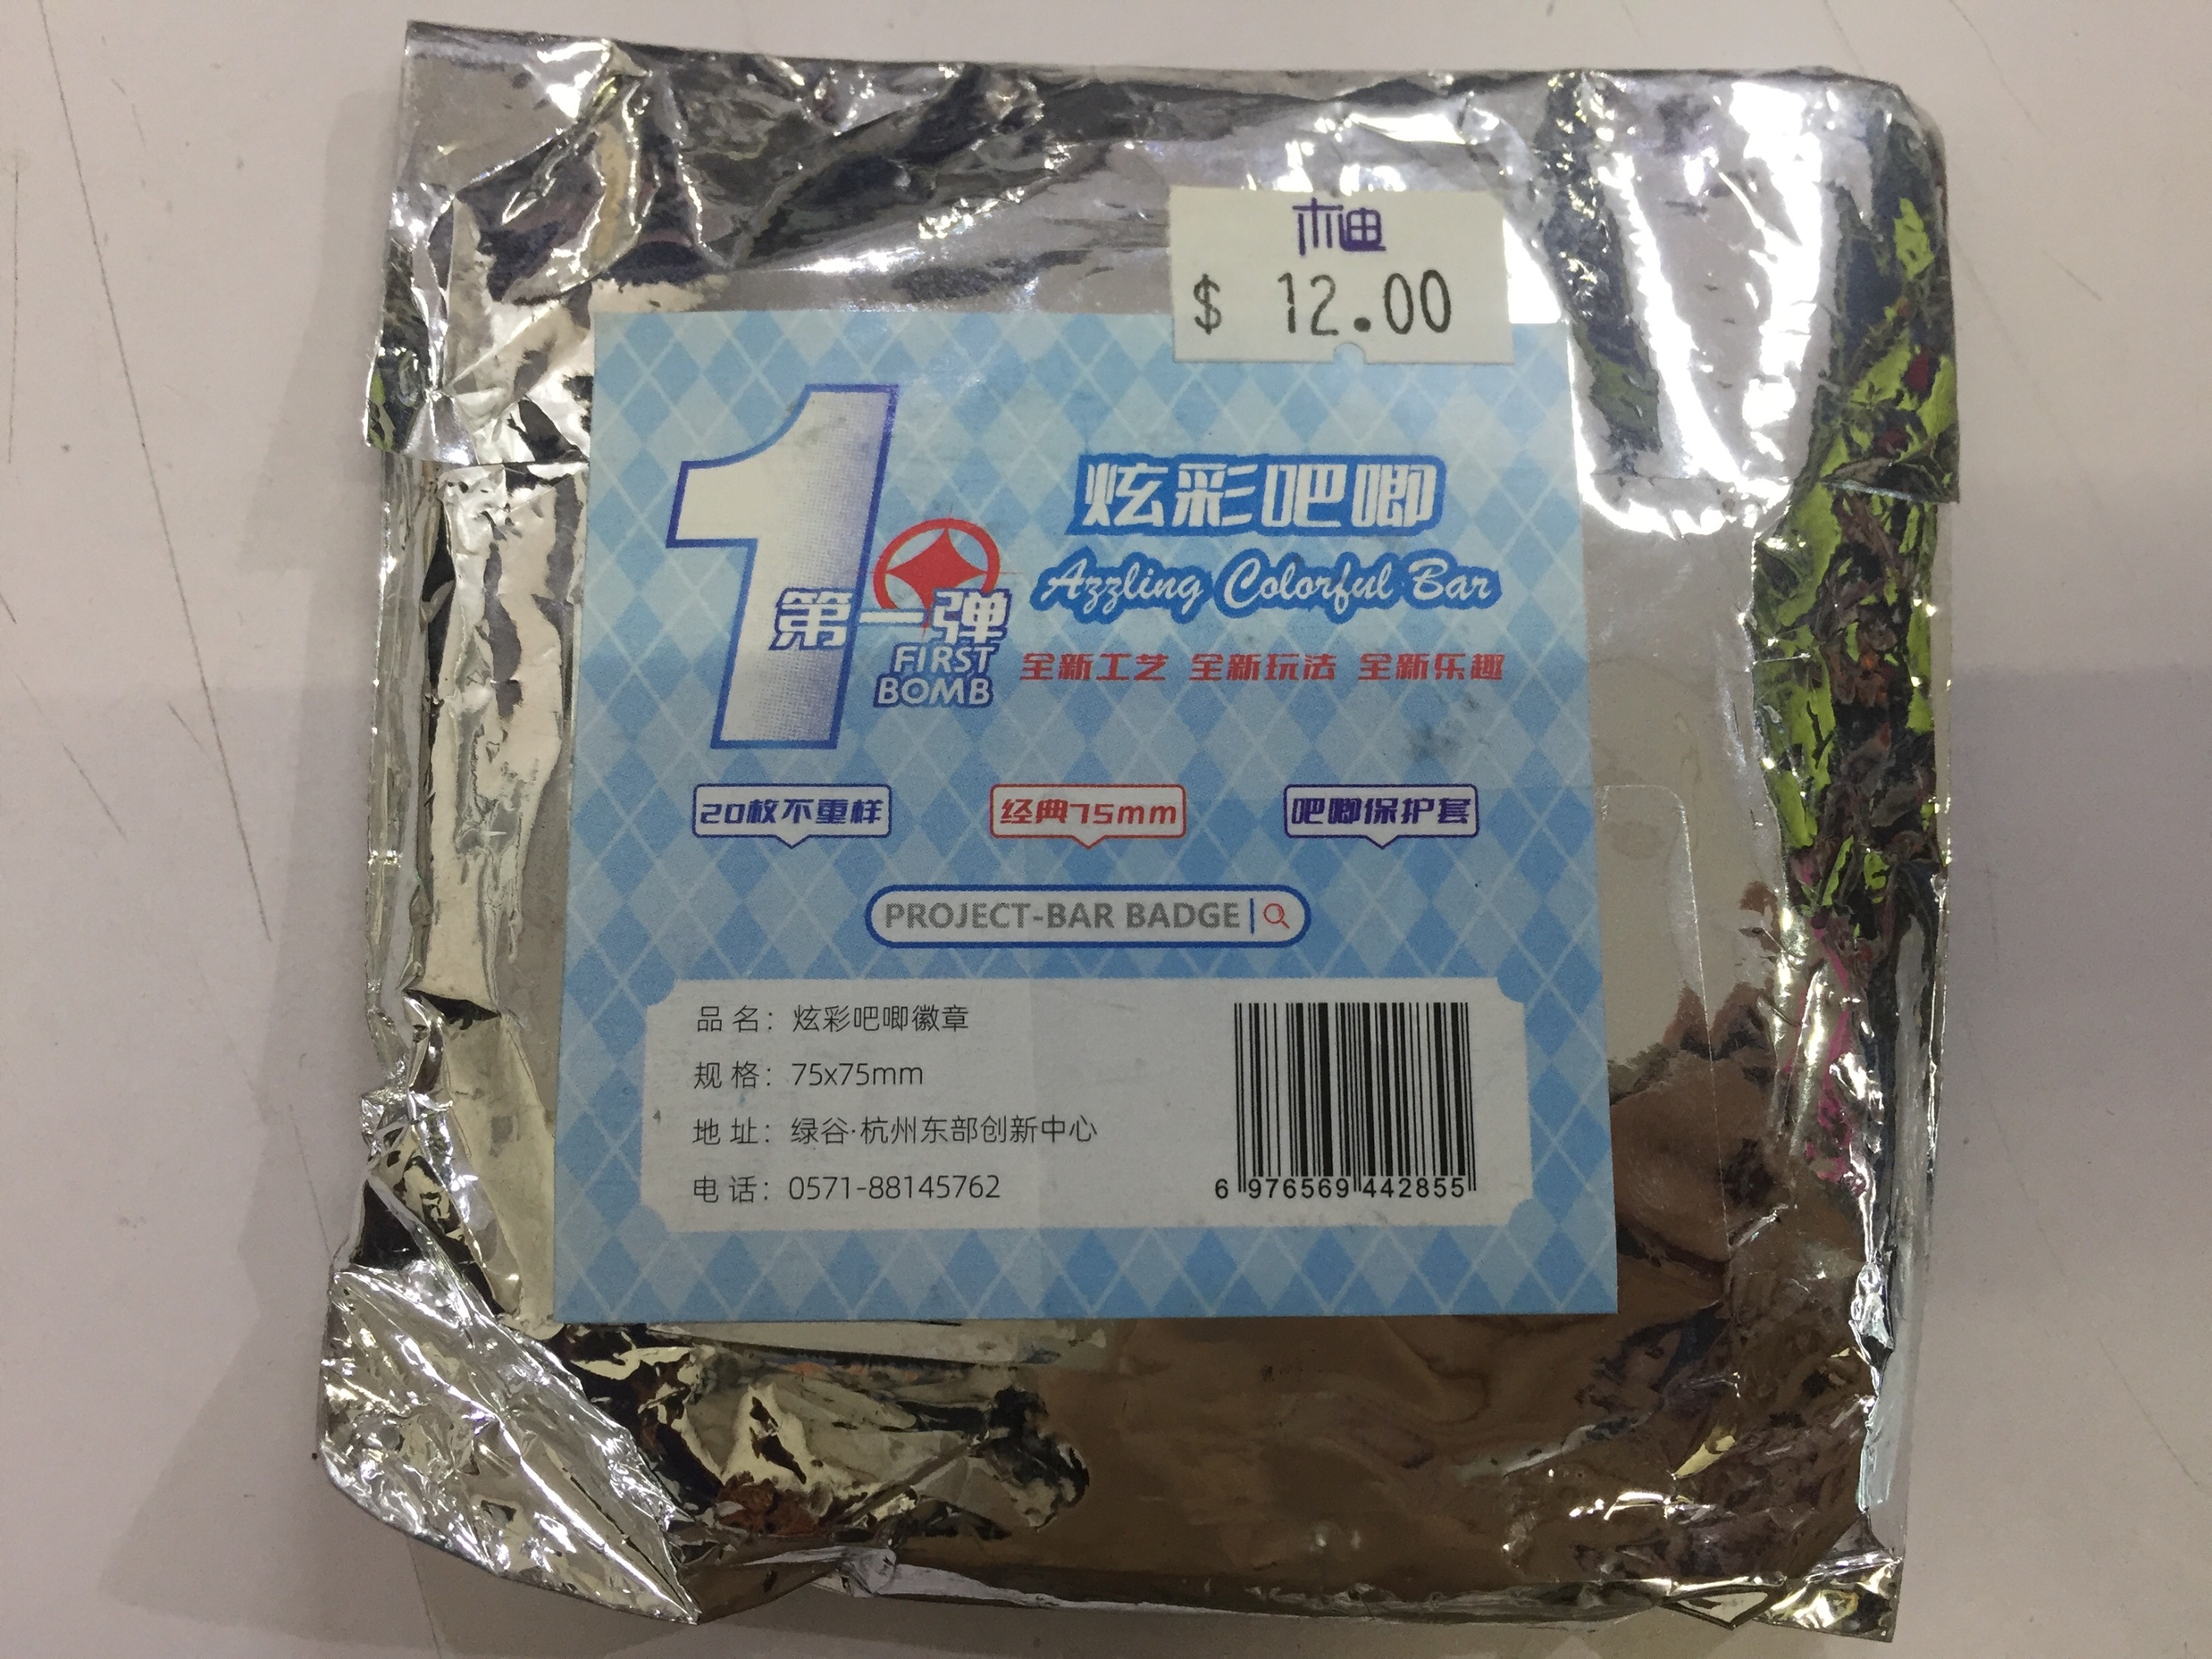 柚
$ 12.00
1
第一弹
FIRST
BOMB
炫彩吧唧
Azzling Colorful Bar
全新工艺 全新玩法 全新乐趣
20枚不重样
经典75mm
吧唧保护套
PROJECT-BAR BADGE
品名：炫彩吧唧徽章
规格：75x75mm
地址：绿谷·杭州东部创新中心
电话：0571-88145762
6 976569 442855